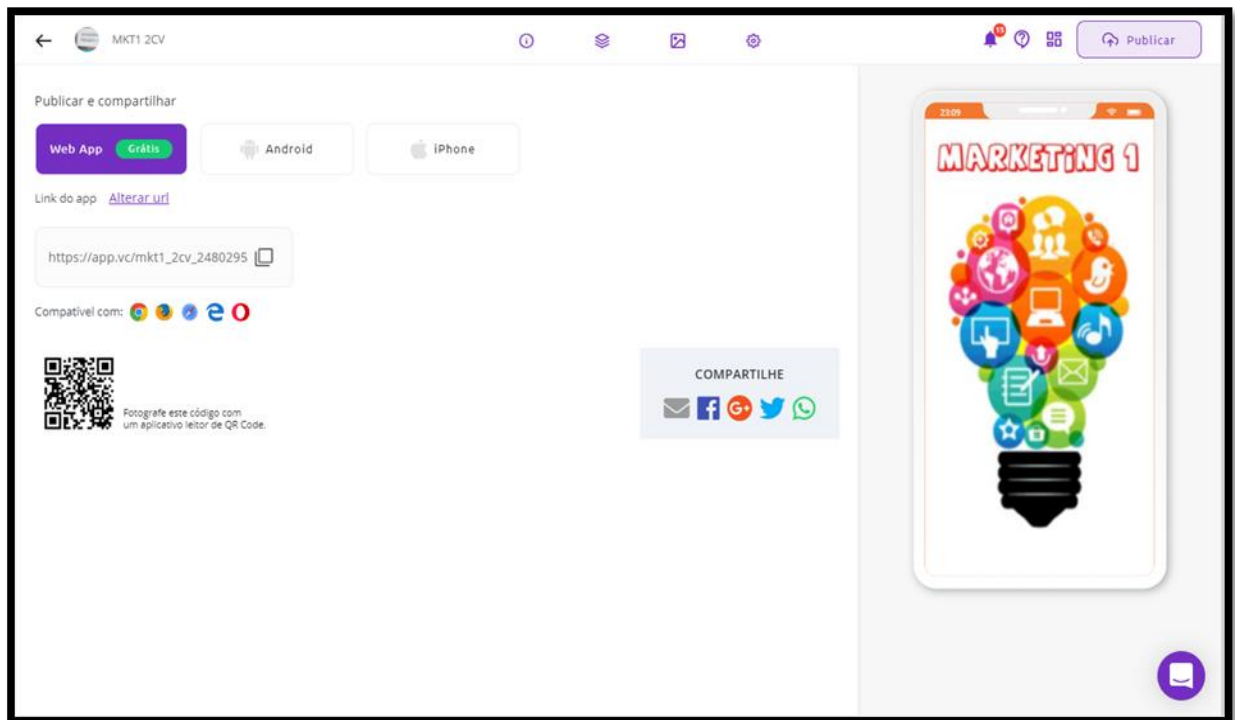 MKT1 2CV
33
Publicar
Publicar e compartilhar
Web App Grátis
Android
iPhone
Link do app Alterar url
https://app.vc/mkt1_2cv_2480295
Compatível com:
Fotografe este código com
um aplicativo leitor de QR Code.
COMPARTILHE
G+
23:09
MARKETING 1